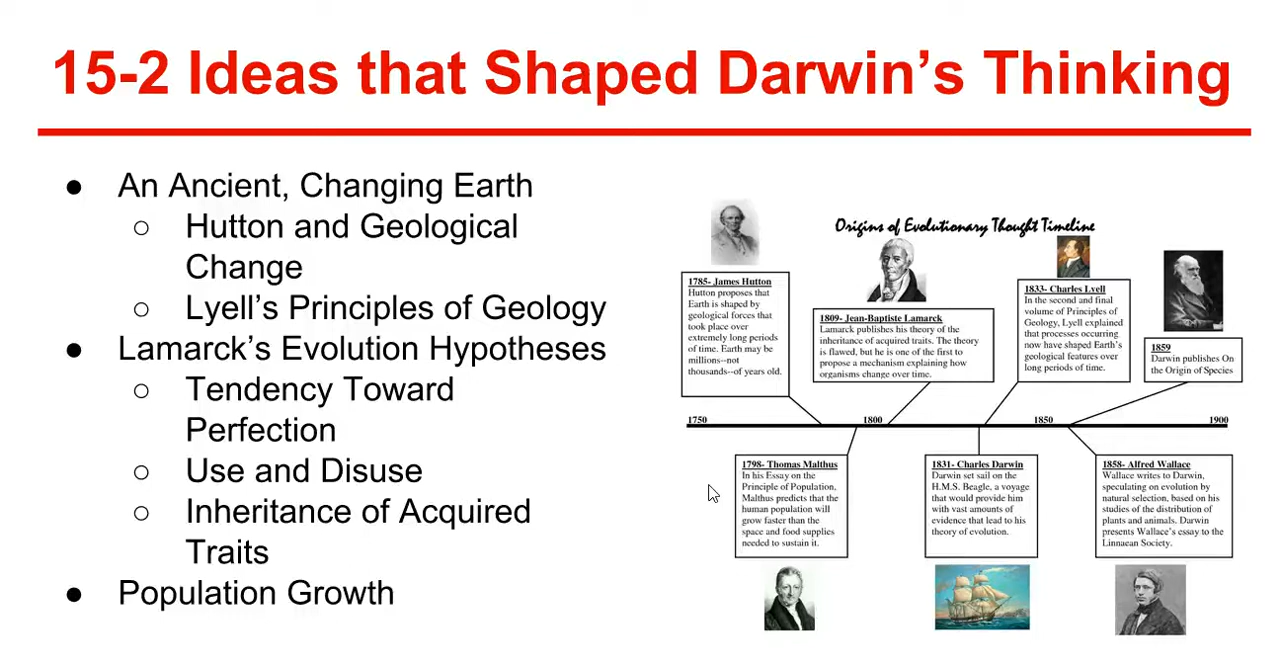 15-2 Ideas that Shaped Darwin's Thinking
● An Ancient, Changing Earth
○ Hutton and Geological
Change
○ Lyell's Principles of Geology
● Lamarck's Evolution Hypotheses
○ Tendency Toward
Perfection
○ Use and Disuse
○ Inheritance of Acquired
Traits
● Population Growth
Origins of Evolutionary Thought Timeline
1785- James Hutton
Hutton proposes that
Earth is shaped by
geological forces that
took place over
extremely long periods
of time. Earth may be
millions--not
thousands--of years old.
1809- Jean-Baptiste Lamarck
Lamarck publishes his theory of the
inheritance of acquired traits. The theory
is flawed, but he is one of the first to
propose a mechanism explaining how
organisms change over time.
1833- Charles Lyell
In the second and final
volume of Principles of
Geology, Lyell explained
that processes occurring
now have shaped Earth's
geological features over
long periods of time.
1859
Darwin publishes On
the Origin of Species
1750 1800 1850 1900
1798- Thomas Malthus
In his Essay on the
Principle of Population,
Malthus predicts that the
human population will
grow faster than the
space and food supplies
needed to sustain it.
1831- Charles Darwin
Darwin set sail on the
H.M.S. Beagle, a voyage
that would provide him
with vast amounts of
evidence that lead to his
theory of evolution.
1858- Alfred Wallace
Wallace writes to Darwin,
speculating on evolution by
natural selection, based on his
studies of the distribution of
plants and animals. Darwin
presents Wallace's essay to the
Linnaean Society.